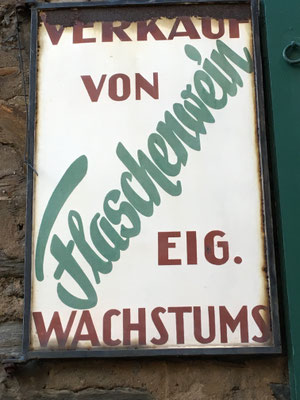 VERKAUF
VON
Flaschenwein
EIG.
WACHSTUMS